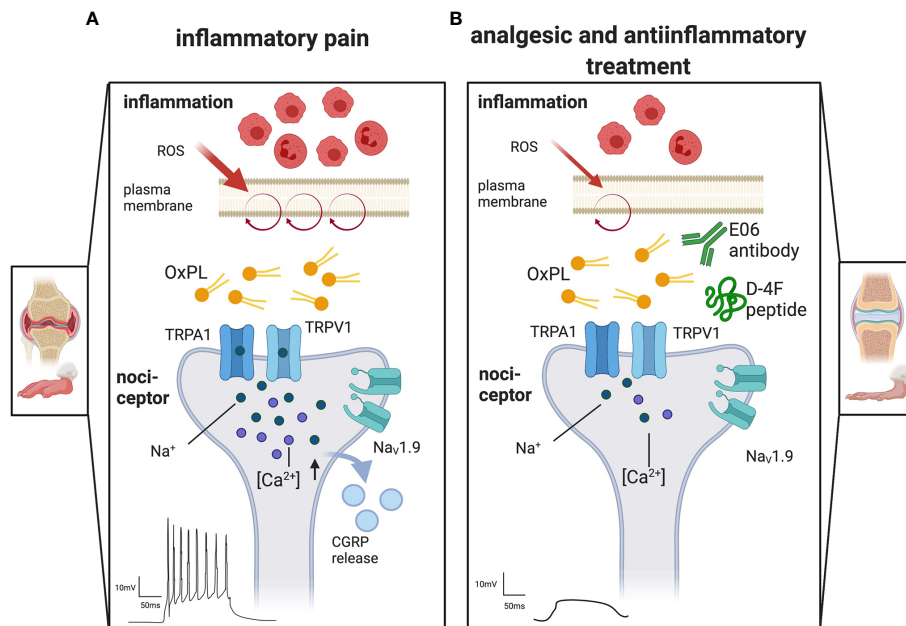 A
inflammatory pain
inflammation
ROS
plasma
membrane
OxPL
TRPA1
TRPV1
noci-
ceptor
Na⁺
[Ca²⁺]
Naᵥ1.9
CGRP
release
10mV
50ms
B
analgesic and antiinflammatory
treatment
inflammation
ROS
plasma
membrane
E06
antibody
OxPL
D-4F
peptide
TRPA1
TRPV1
noci-
ceptor
Na⁺
[Ca²⁺]
Naᵥ1.9
10mV
50ms